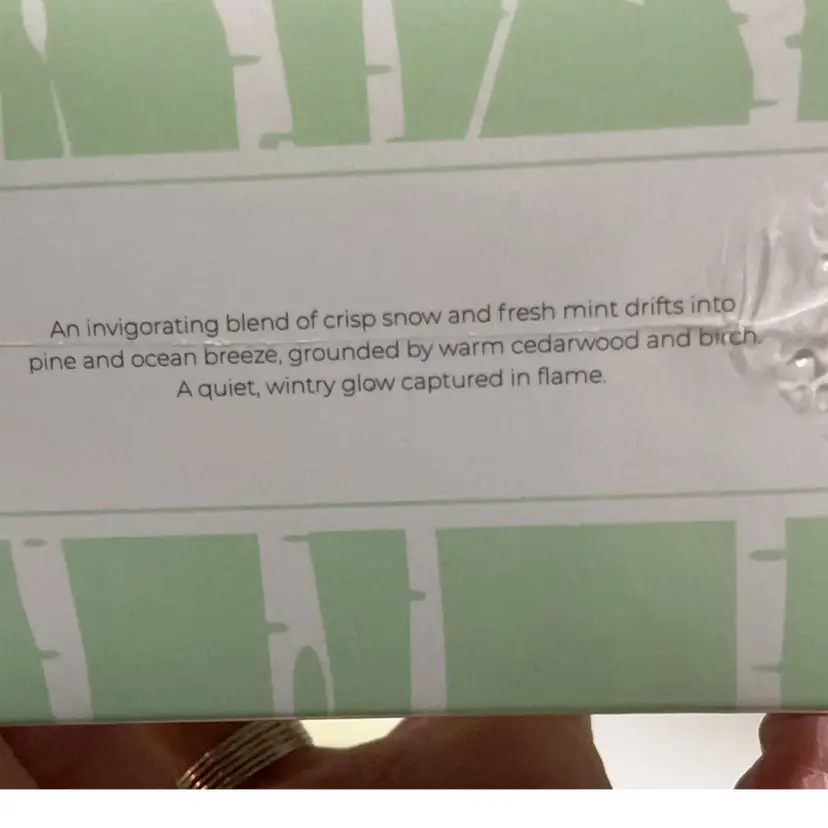 An invigorating blend of crisp snow and fresh mint drifts into
pine and ocean breeze, grounded by warm cedarwood and birch.
A quiet, wintry glow captured in flame.